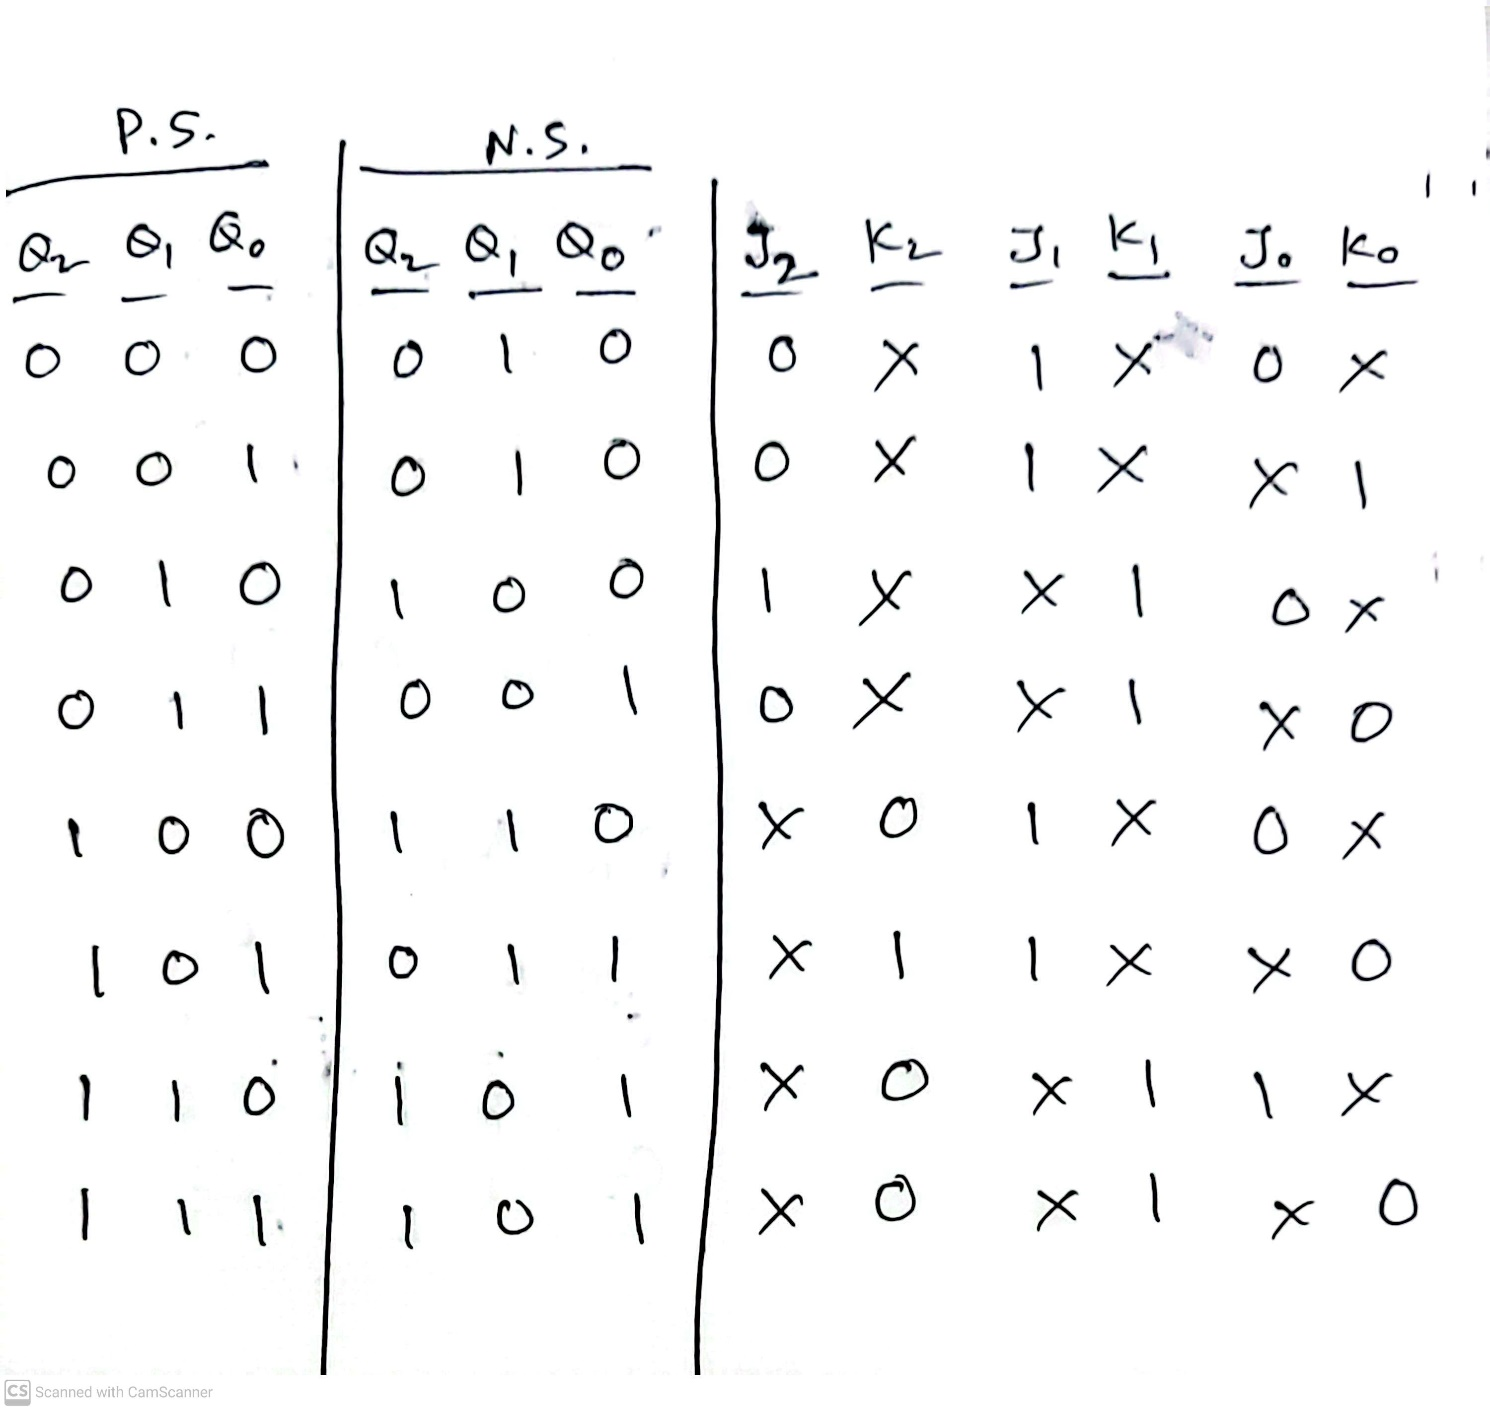 P.S. N.S.
Q2 Q1 Q0 Q2 Q1 Q0 J2 K2 J1 K1 J0 K0
0 0 0 0 1 0 0 X 1 X 0 X
0 0 1 0 1 0 0 X 1 X X 1
0 1 0 1 0 0 1 X X 1 0 X
0 1 1 0 0 1 0 X X 1 X 0
1 0 0 1 1 0 X 0 1 X 0 X
1 0 1 0 1 1 X 1 1 X X 0
1 1 0 1 0 1 X 0 X 1 1 X
1 1 1 1 0 1 X 0 X 1 X 0
CS Scanned with CamScanner